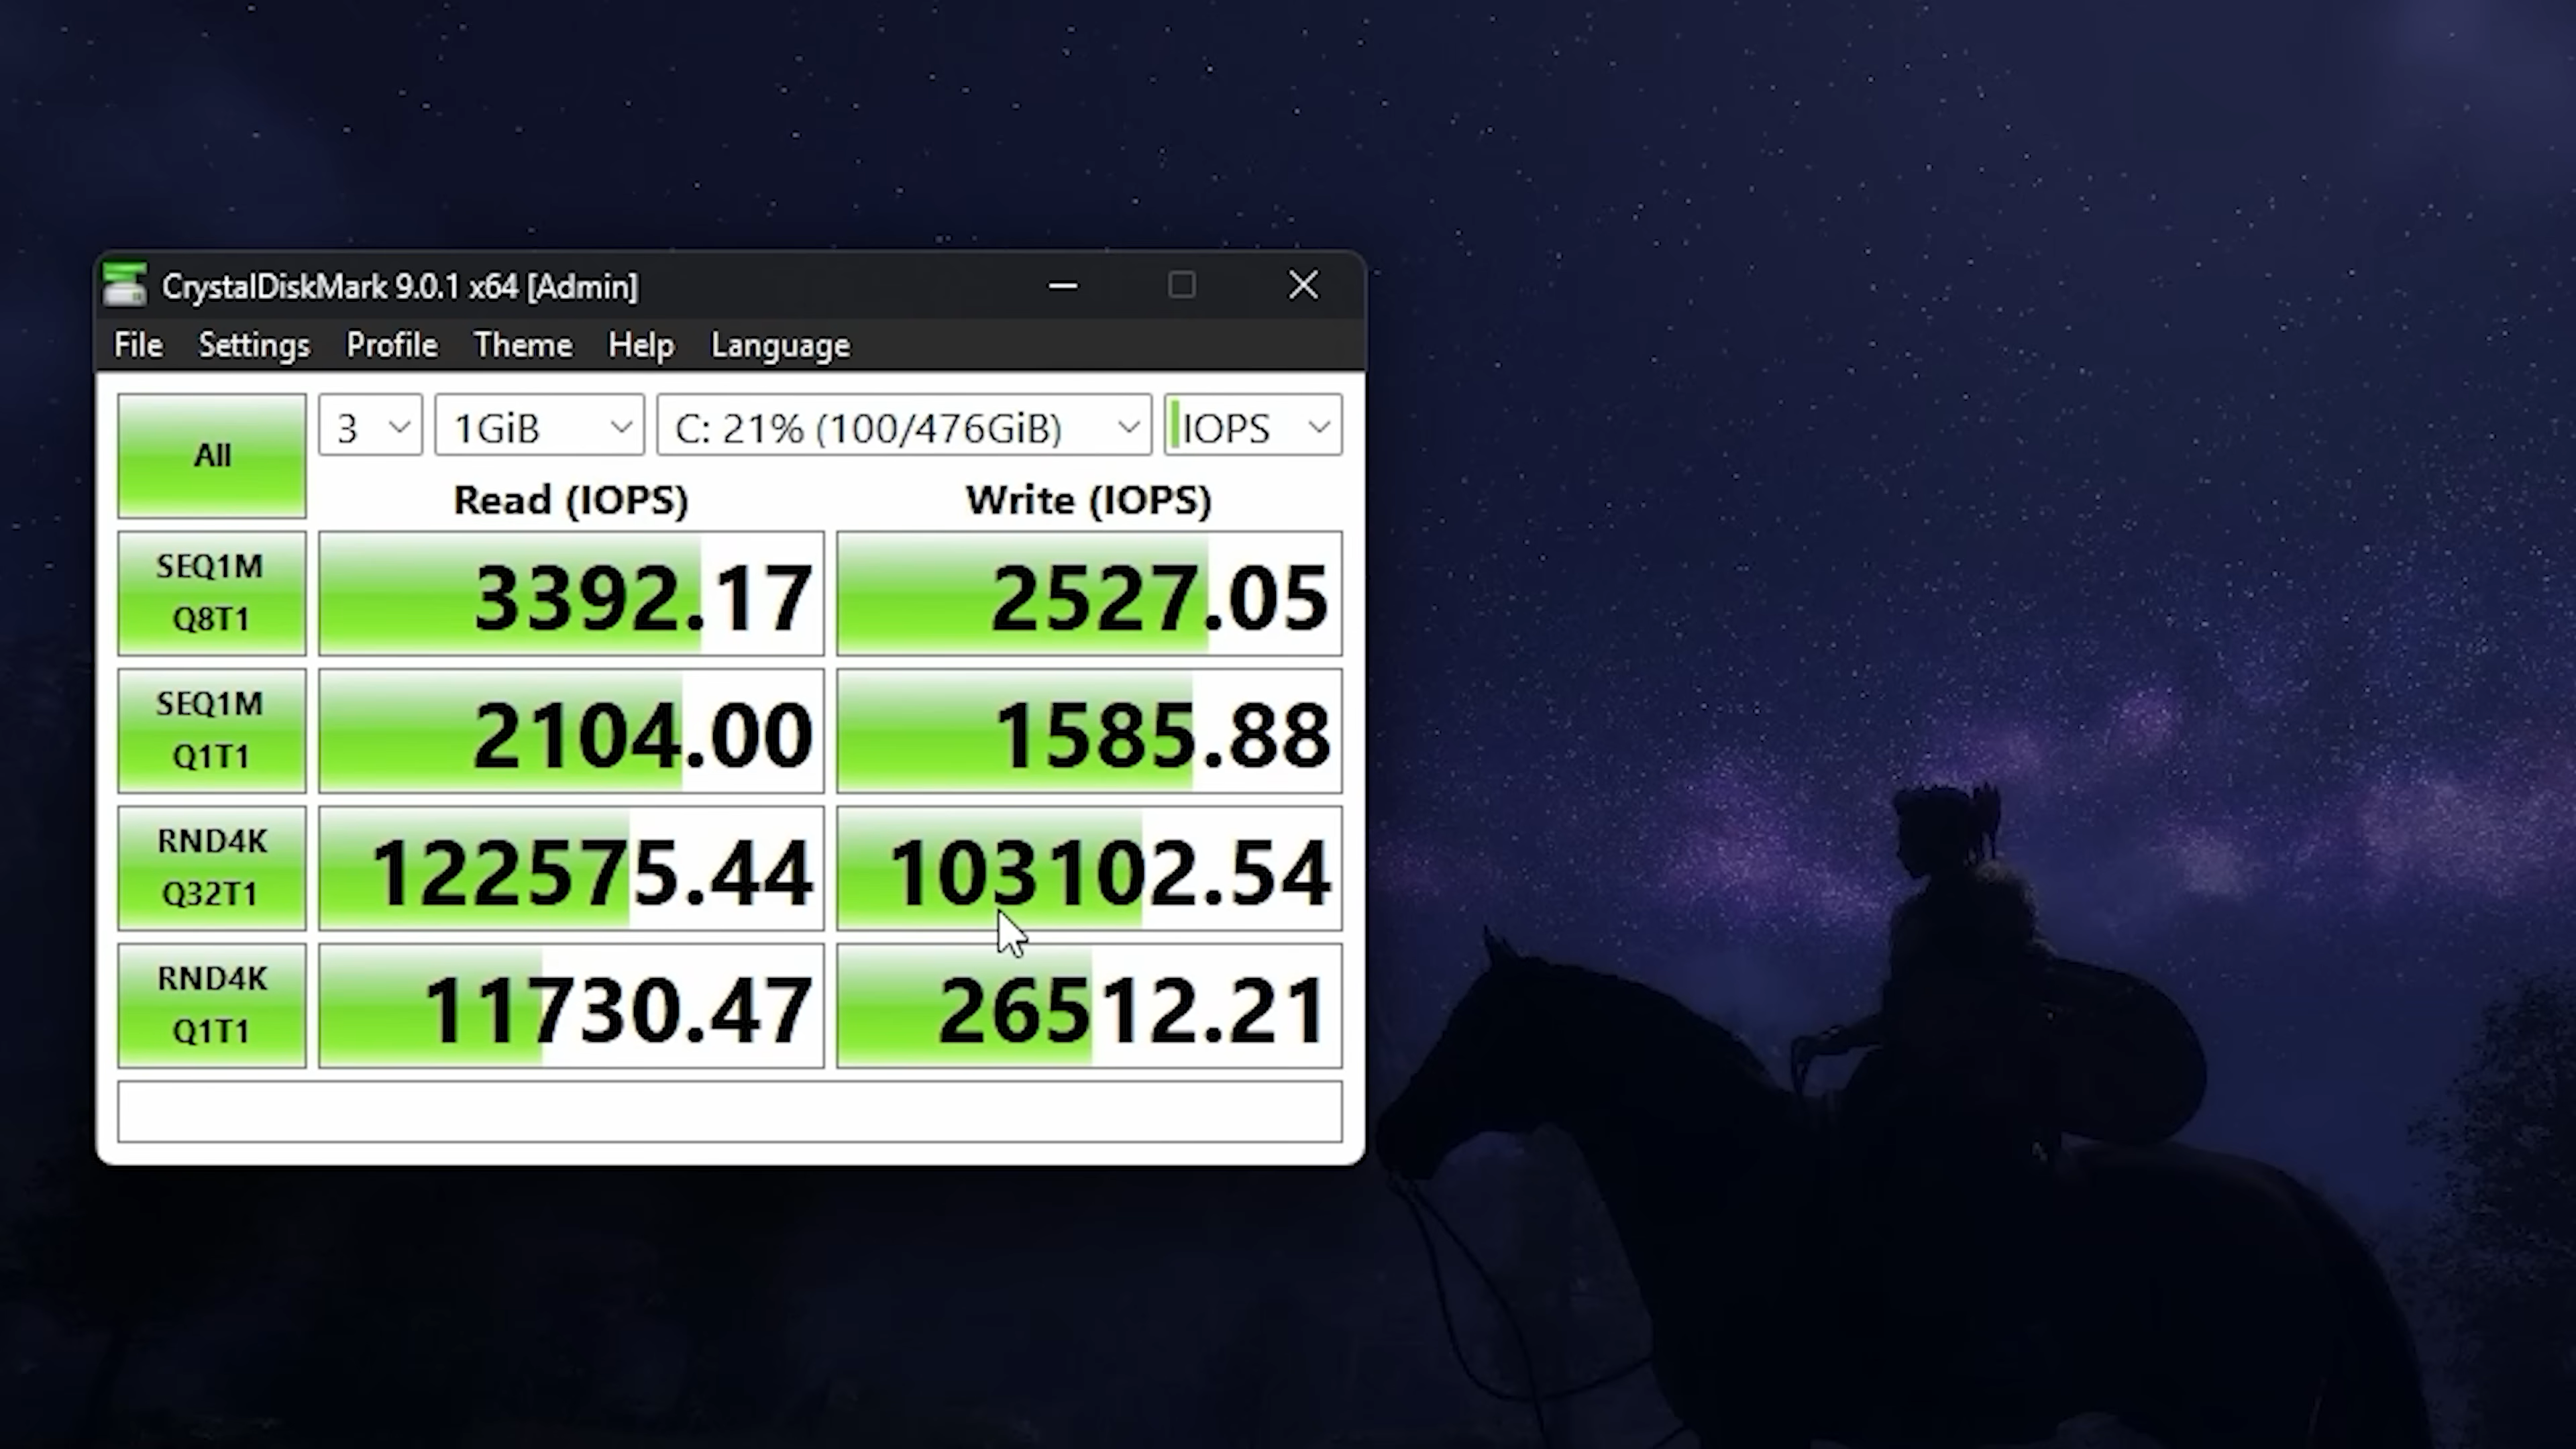 CrystalDiskMark 9.0.1 x64 [Admin]
File Settings Profile Theme Help Language
All 3 1GiB C: 21% (100/476GiB) IOPS
Read (IOPS) Write (IOPS)
SEQ1M
Q8T1
3392.17 2527.05
SEQ1M
Q1T1
2104.00 1585.88
RND4K
Q32T1
122575.44 103102.54
RND4K
Q1T1
11730.47 26512.21